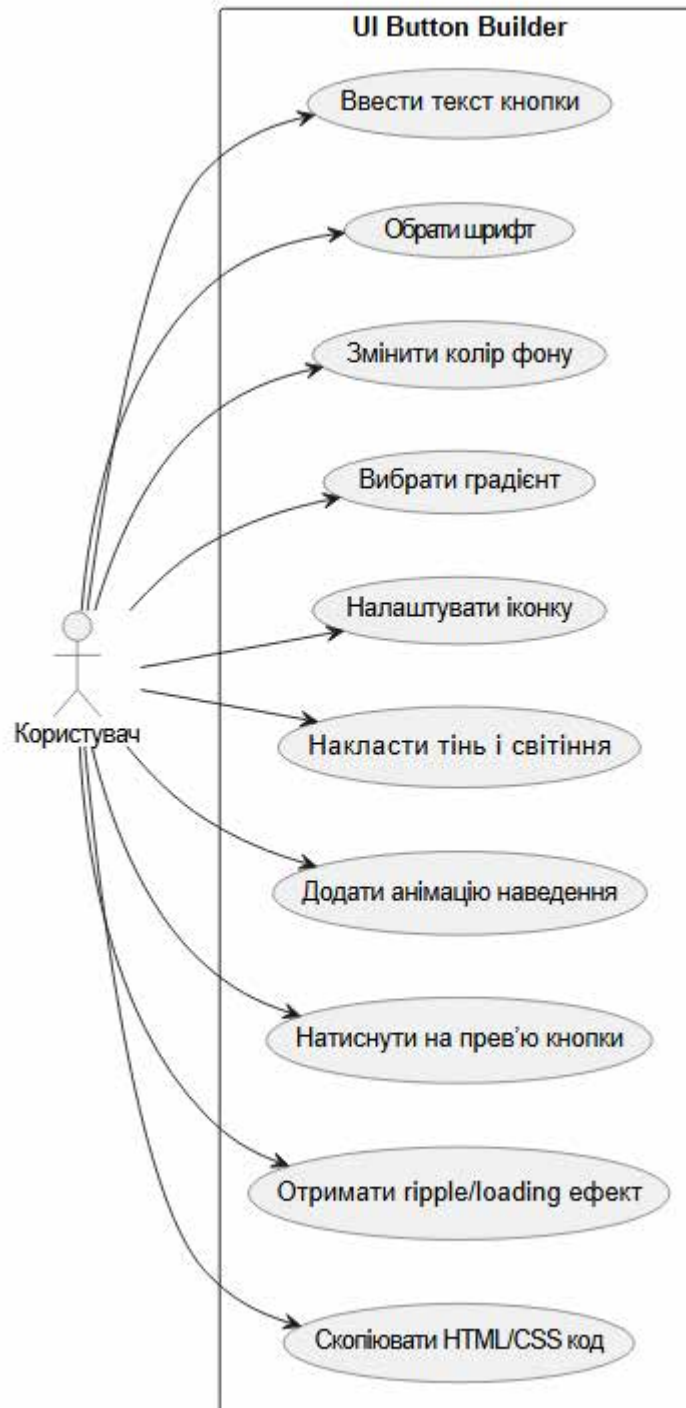 UI Button Builder
Ввести текст кнопки
Обрати шрифт
Змінити колір фону
Вибрати градієнт
Налаштувати іконку
Накласти тінь і світіння
Користувач
Додати анімацію наведення
Натиснути на прев’ю кнопки
Отримати ripple/loading ефект
Скопіювати HTML/CSS код